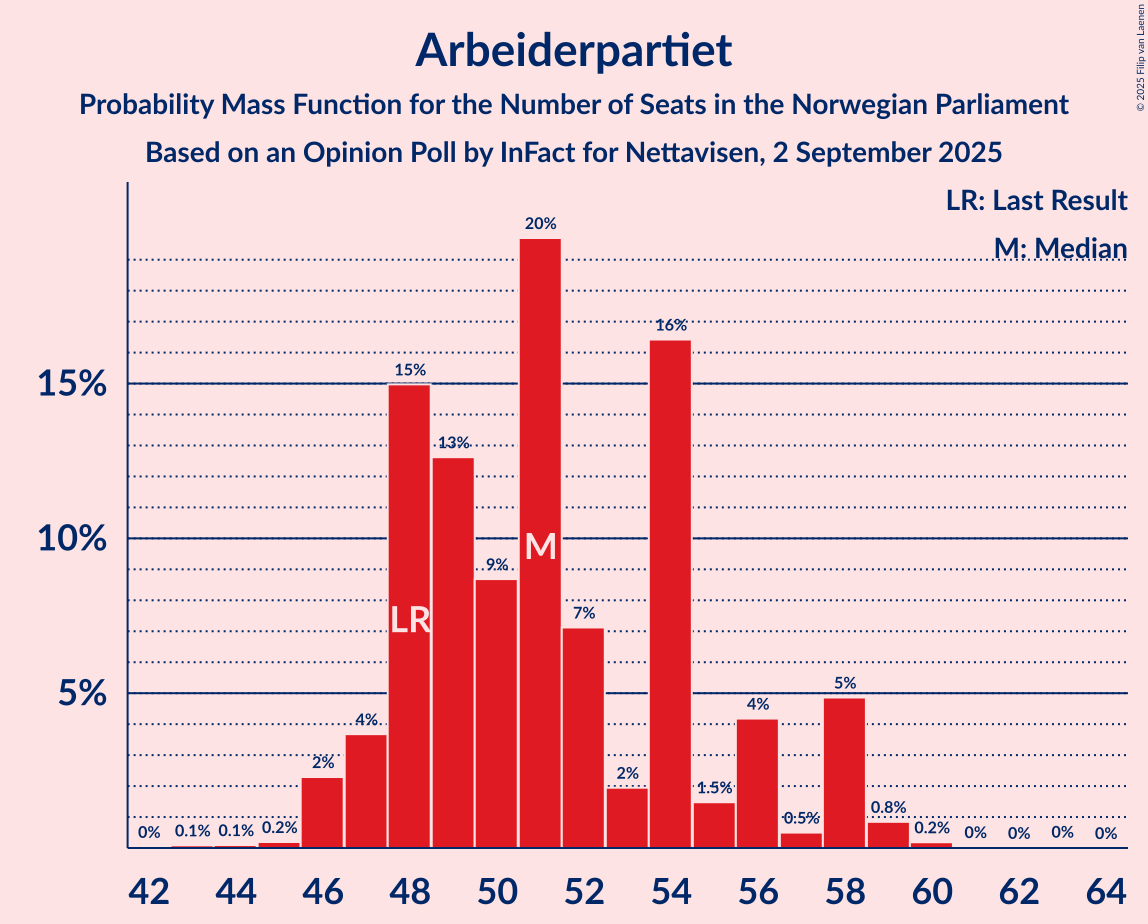 Arbeiderpartiet
Probability Mass Function for the Number of Seats in the Norwegian Parliament
Based on an Opinion Poll by InFact for Nettavisen, 2 September 2025
© 2025 Filip van Laenen
LR: Last Result
M: Median
15%
10%
5%
0%
0.1%
0.1%
0.2%
2%
4%
15%
13%
9%
20%
7%
2%
16%
1.5%
4%
0.5%
5%
0.8%
0.2%
0%
0%
0%
0%
LR
M
42 44 46 48 50 52 54 56 58 60 62 64